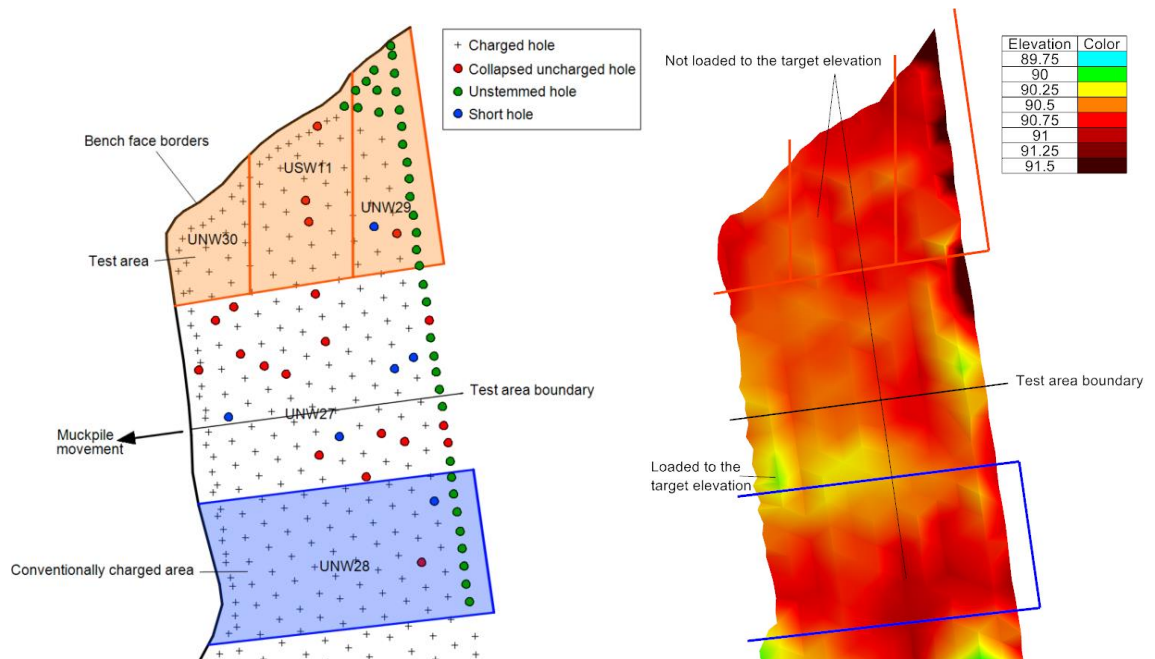 Charged hole
Collapsed uncharged hole
Unstemmed hole
Short hole
Bench face borders
USW11
UNW29
UNW30
Test area
Test area boundary
UNW27
Muckpile
movement
UNW28
Conventionally charged area
Not loaded to the target elevation
Elevation Color
89.75
90
90.25
90.5
90.75
91
91.25
91.5
Test area boundary
Loaded to the
target elevation